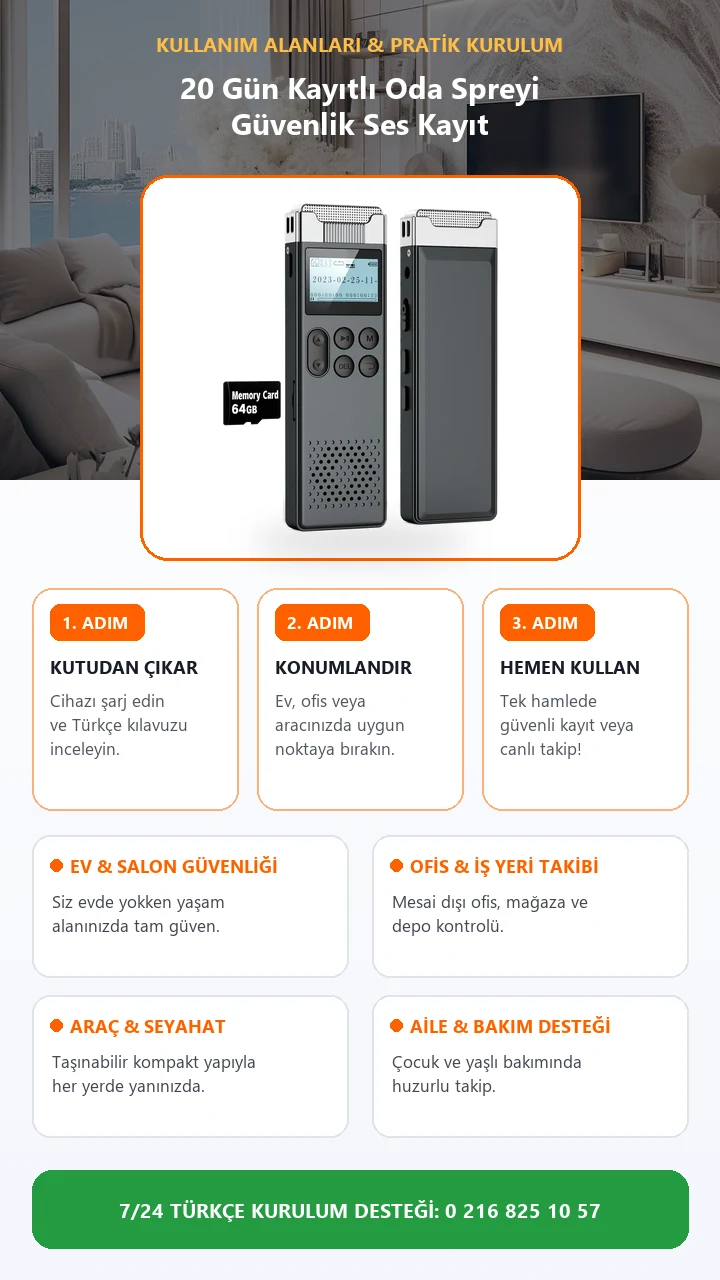 KULLANIM ALANLARI & PRATİK KURULUM
20 Gün Kayıtlı Oda Spreyi
Güvenlik Ses Kayıt
2023-02-25-11-
M
DEL
Memory Card
64GB
1. ADIM
KUTUDAN ÇIKAR
Cihazı şarj edin
ve Türkçe kılavuzu
inceleyin.
2. ADIM
KONUMLANDIR
Ev, ofis veya
aracınızda uygun
noktaya bırakın.
3. ADIM
HEMEN KULLAN
Tek hamlede
güvenli kayıt veya
canlı takip!
EV & SALON GÜVENLİĞİ
Siz evde yokken yaşam
alanınızda tam güven.
OFİS & İŞ YERİ TAKİBİ
Mesai dışı ofis, mağaza ve
depo kontrolü.
ARAÇ & SEYAHAT
Taşınabilir kompakt yapıyla
her yerde yanınızda.
AİLE & BAKIM DESTEĞİ
Çocuk ve yaşlı bakımında
huzurlu takip.
7/24 TÜRKÇE KURULUM DESTEĞİ: 0 216 825 10 57